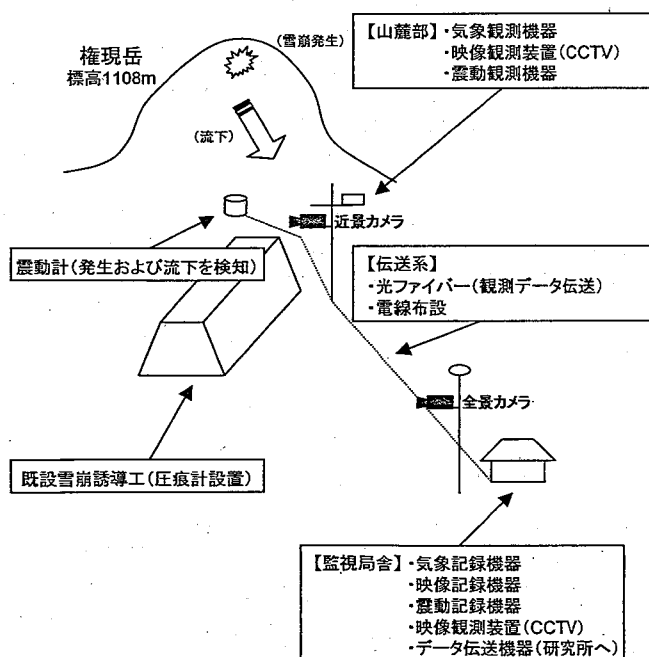 (雪崩発生)
権現岳
標高1108m
(流下)
【山麓部】・気象観測機器
・映像観測装置(CCTV)
・震動観測機器
近景カメラ
震動計(発生および流下を検知)
【伝送系】
・光ファイバー(観測データ伝送)
・電線布設
全景カメラ
既設雪崩誘導工(圧痕計設置)
【監視局舎】・気象記録機器
・映像記録機器
・震動記録機器
・映像観測装置(CCTV)
・データ伝送機器(研究所へ)